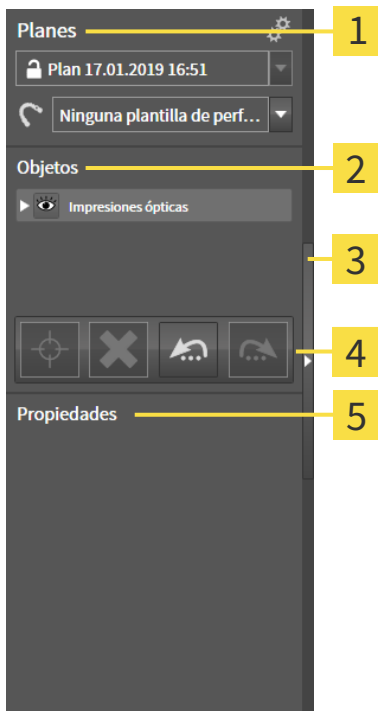 Planes
1
Plan 17.01.2019 16:51
Ninguna plantilla de perf...
Objetos
2
Impresiones ópticas
3
4
Propiedades
5